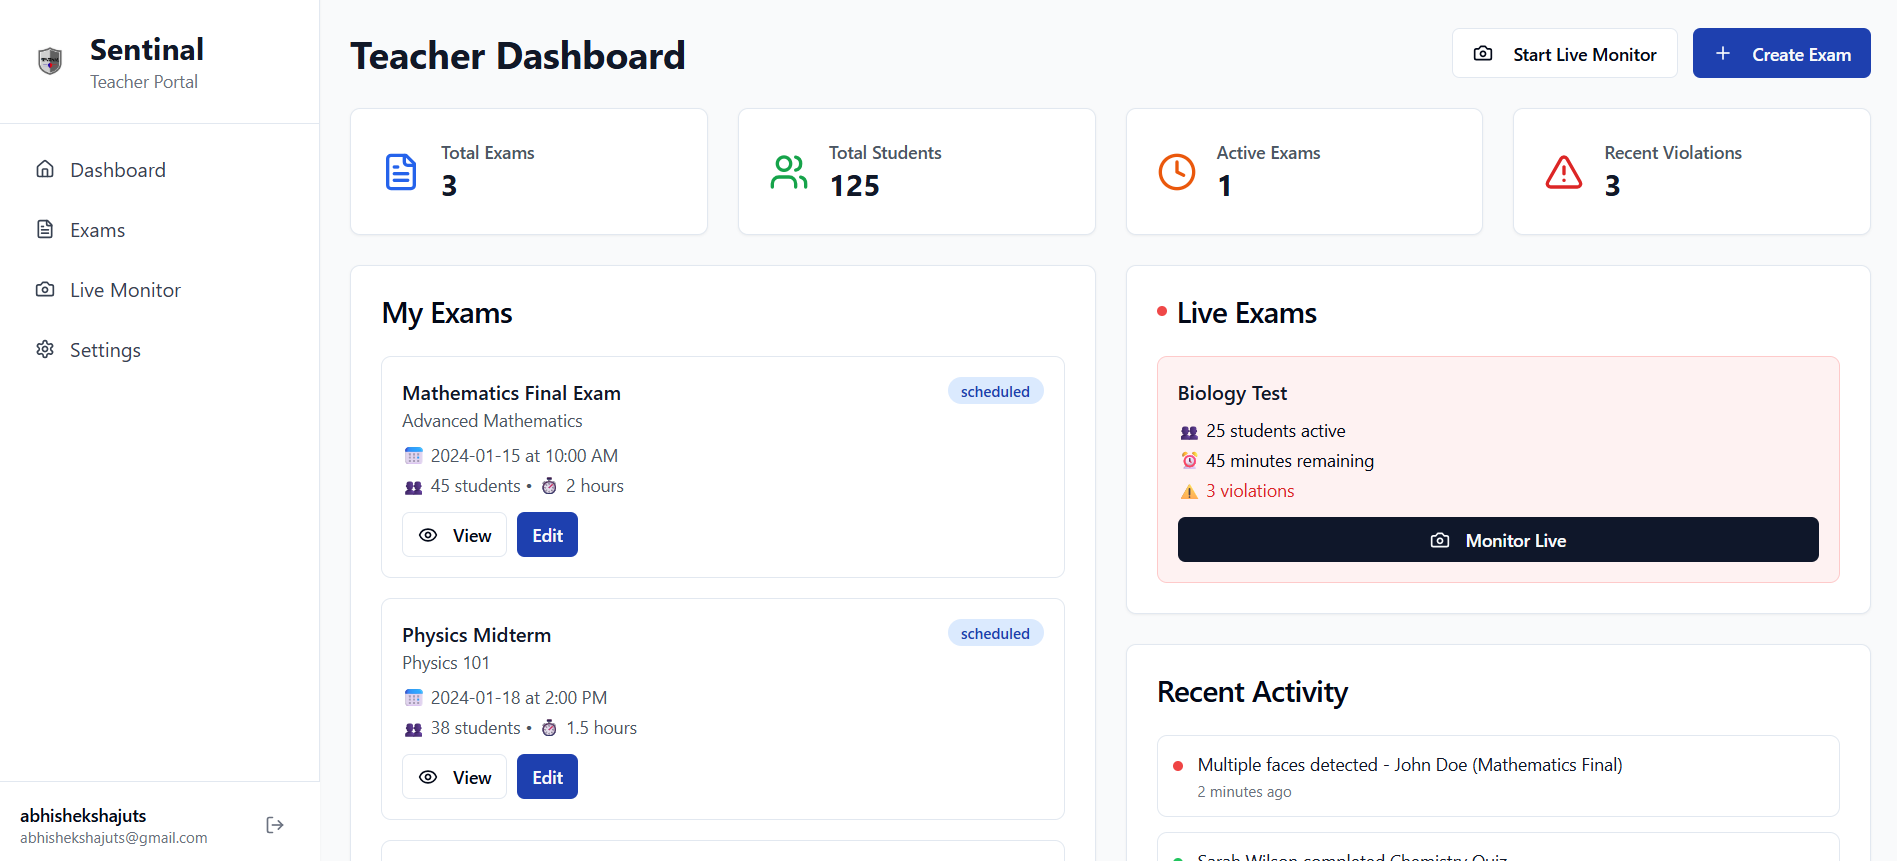 Sentinal
Teacher Portal
Dashboard
Exams
Live Monitor
Settings
abhishekshajuts
abhishekshajuts@gmail.com
Teacher Dashboard
Start Live Monitor
Create Exam
Total Exams
3
Total Students
125
Active Exams
1
Recent Violations
3
My Exams
Mathematics Final Exam
scheduled
Advanced Mathematics
2024-01-15 at 10:00 AM
45 students • 2 hours
View
Edit
Physics Midterm
scheduled
Physics 101
2024-01-18 at 2:00 PM
38 students • 1.5 hours
View
Edit
Live Exams
Biology Test
25 students active
45 minutes remaining
3 violations
Monitor Live
Recent Activity
Multiple faces detected - John Doe (Mathematics Final)
2 minutes ago
Sarah Wilson completed Chemistry Quiz